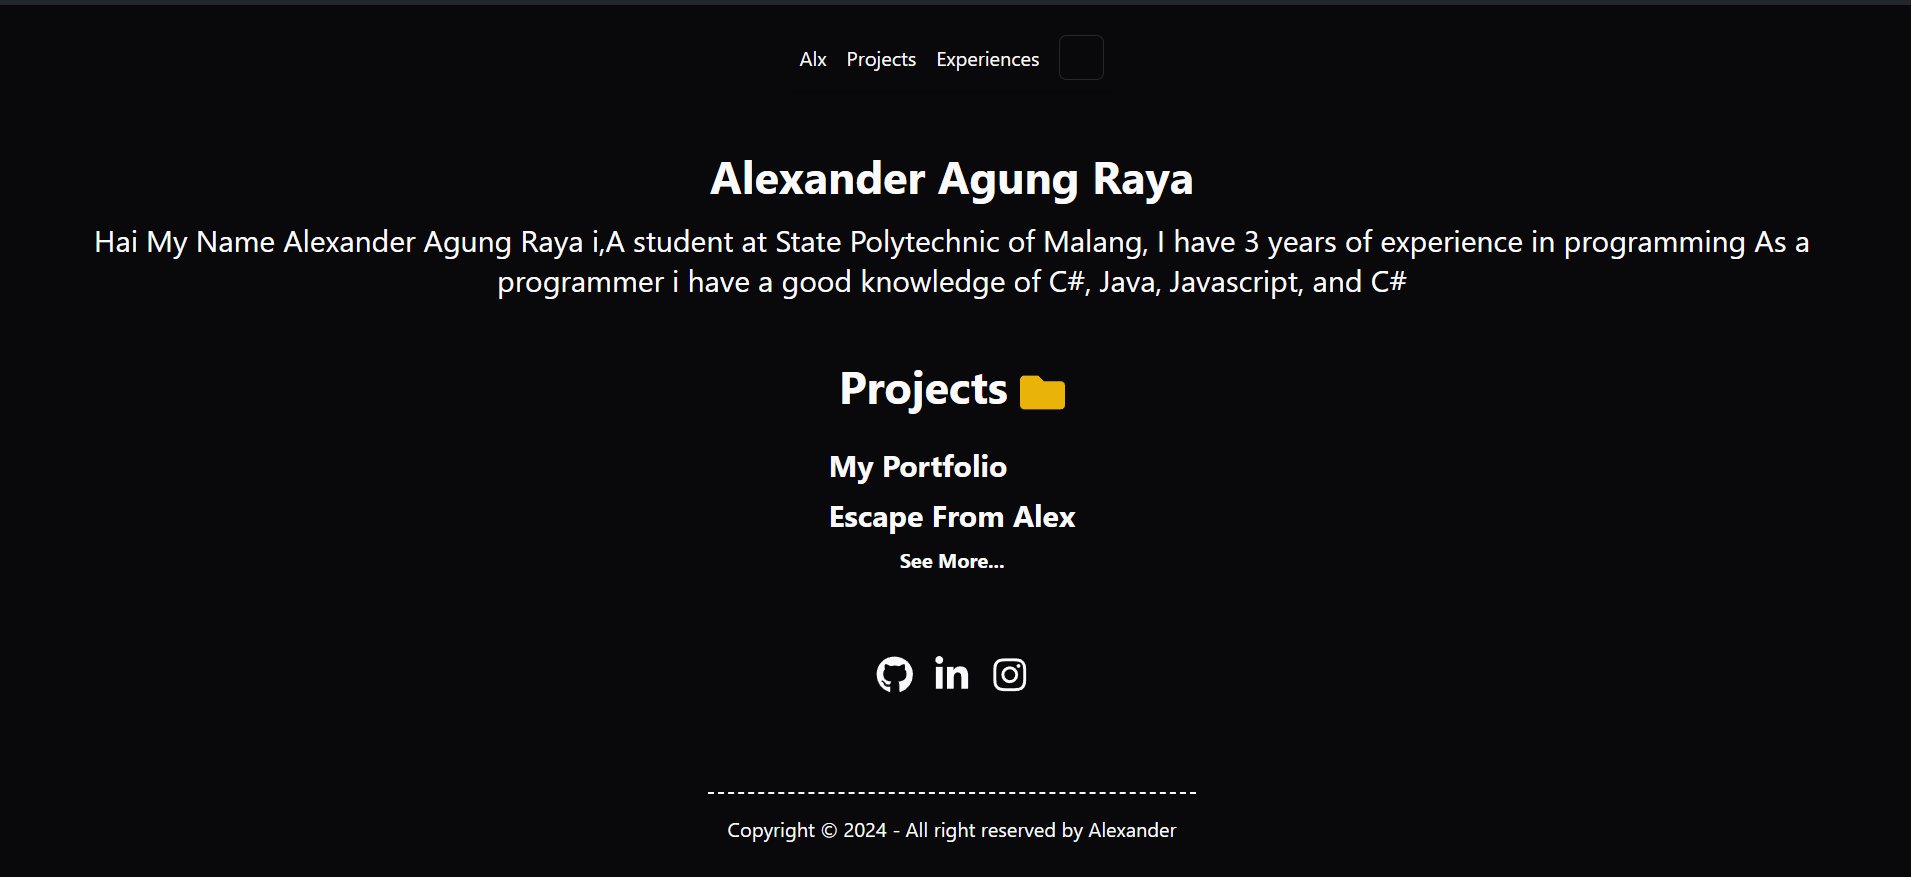 Alx Projects Experiences
Alexander Agung Raya
Hai My Name Alexander Agung Raya i,A student at State Polytechnic of Malang, I have 3 years of experience in programming As a
programmer i have a good knowledge of C#, Java, Javascript, and C#
Projects
My Portfolio
Escape From Alex
See More...
in
Copyright © 2024 - All right reserved by Alexander